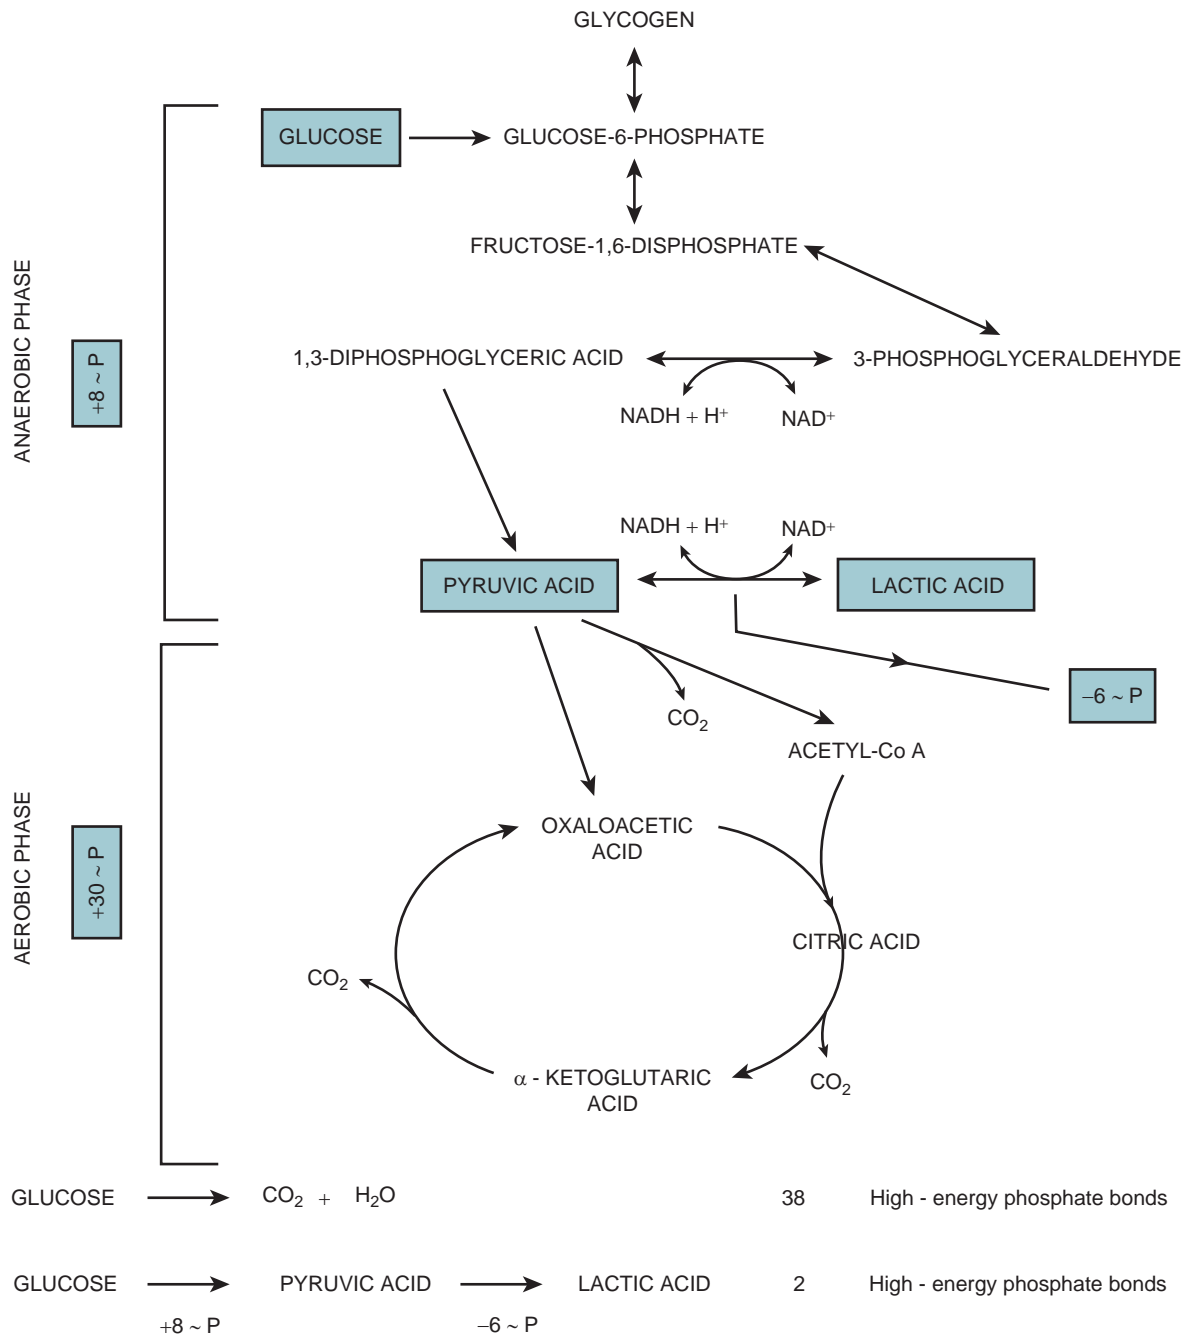 GLYCOGEN
GLUCOSE
GLUCOSE-6-PHOSPHATE
FRUCTOSE-1,6-DISPHOSPHATE
ANAEROBIC PHASE
+8 ~ P
1,3-DIPHOSPHOGLYCERIC ACID
3-PHOSPHOGLYCERALDEHYDE
NADH + H⁺
NAD⁺
NADH + H⁺
NAD⁺
PYRUVIC ACID
LACTIC ACID
–6 ~ P
CO₂
ACETYL-Co A
AEROBIC PHASE
+30 ~ P
OXALOACETIC
ACID
CITRIC ACID
CO₂
α - KETOGLUTARIC
ACID
CO₂
GLUCOSE CO₂ + H₂O 38 High - energy phosphate bonds
GLUCOSE PYRUVIC ACID LACTIC ACID 2 High - energy phosphate bonds
+8 ~ P –6 ~ P